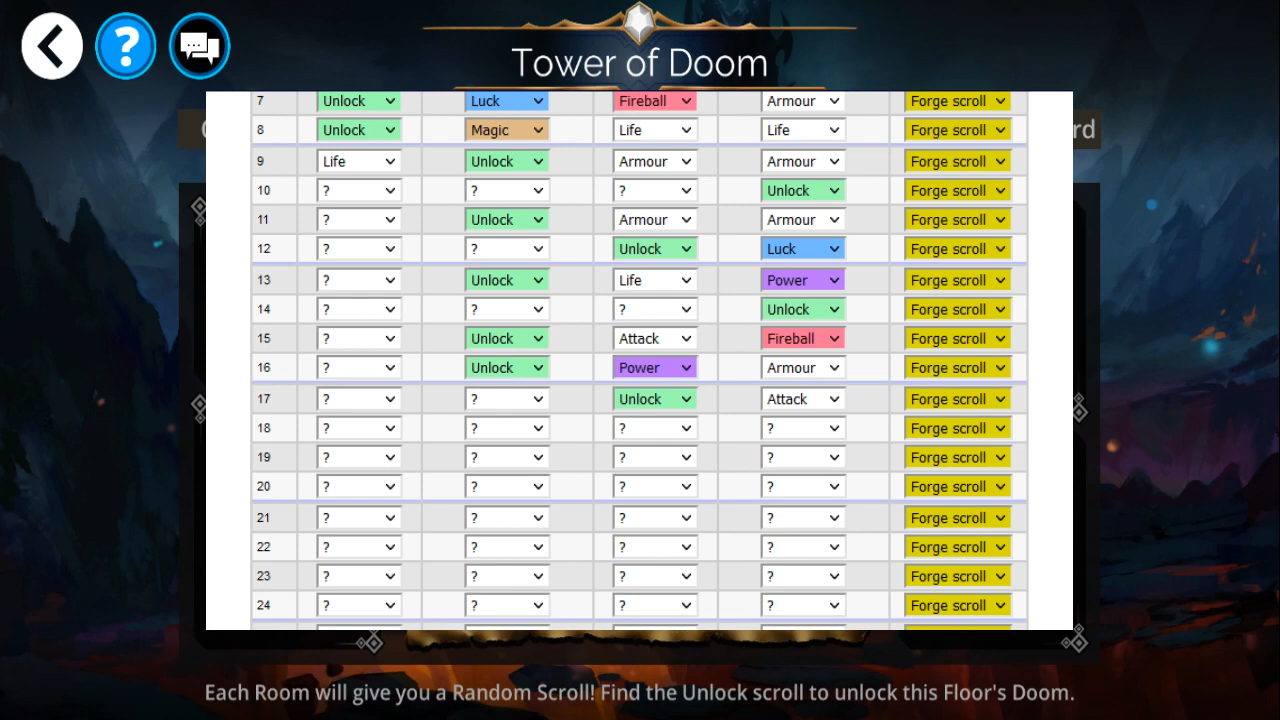 Tower of Doom
7 Unlock Luck Fireball Armour Forge scroll
8 Unlock Magic Life Life Forge scroll
rd
9 Life Unlock Armour Armour Forge scroll
10 ? ? ? Unlock Forge scroll
11 ? Unlock Armour Armour Forge scroll
12 ? ? Unlock Luck Forge scroll
13 ? Unlock Life Power Forge scroll
14 ? ? ? Unlock Forge scroll
15 ? Unlock Attack Fireball Forge scroll
16 ? Unlock Power Armour Forge scroll
17 ? ? Unlock Attack Forge scroll
18 ? ? ? ? Forge scroll
19 ? ? ? ? Forge scroll
20 ? ? ? ? Forge scroll
21 ? ? ? ? Forge scroll
22 ? ? ? ? Forge scroll
23 ? ? ? ? Forge scroll
24 ? ? ? ? Forge scroll
Each Room will give you a Random Scroll! Find the Unlock scroll to unlock this Floor's Doom.